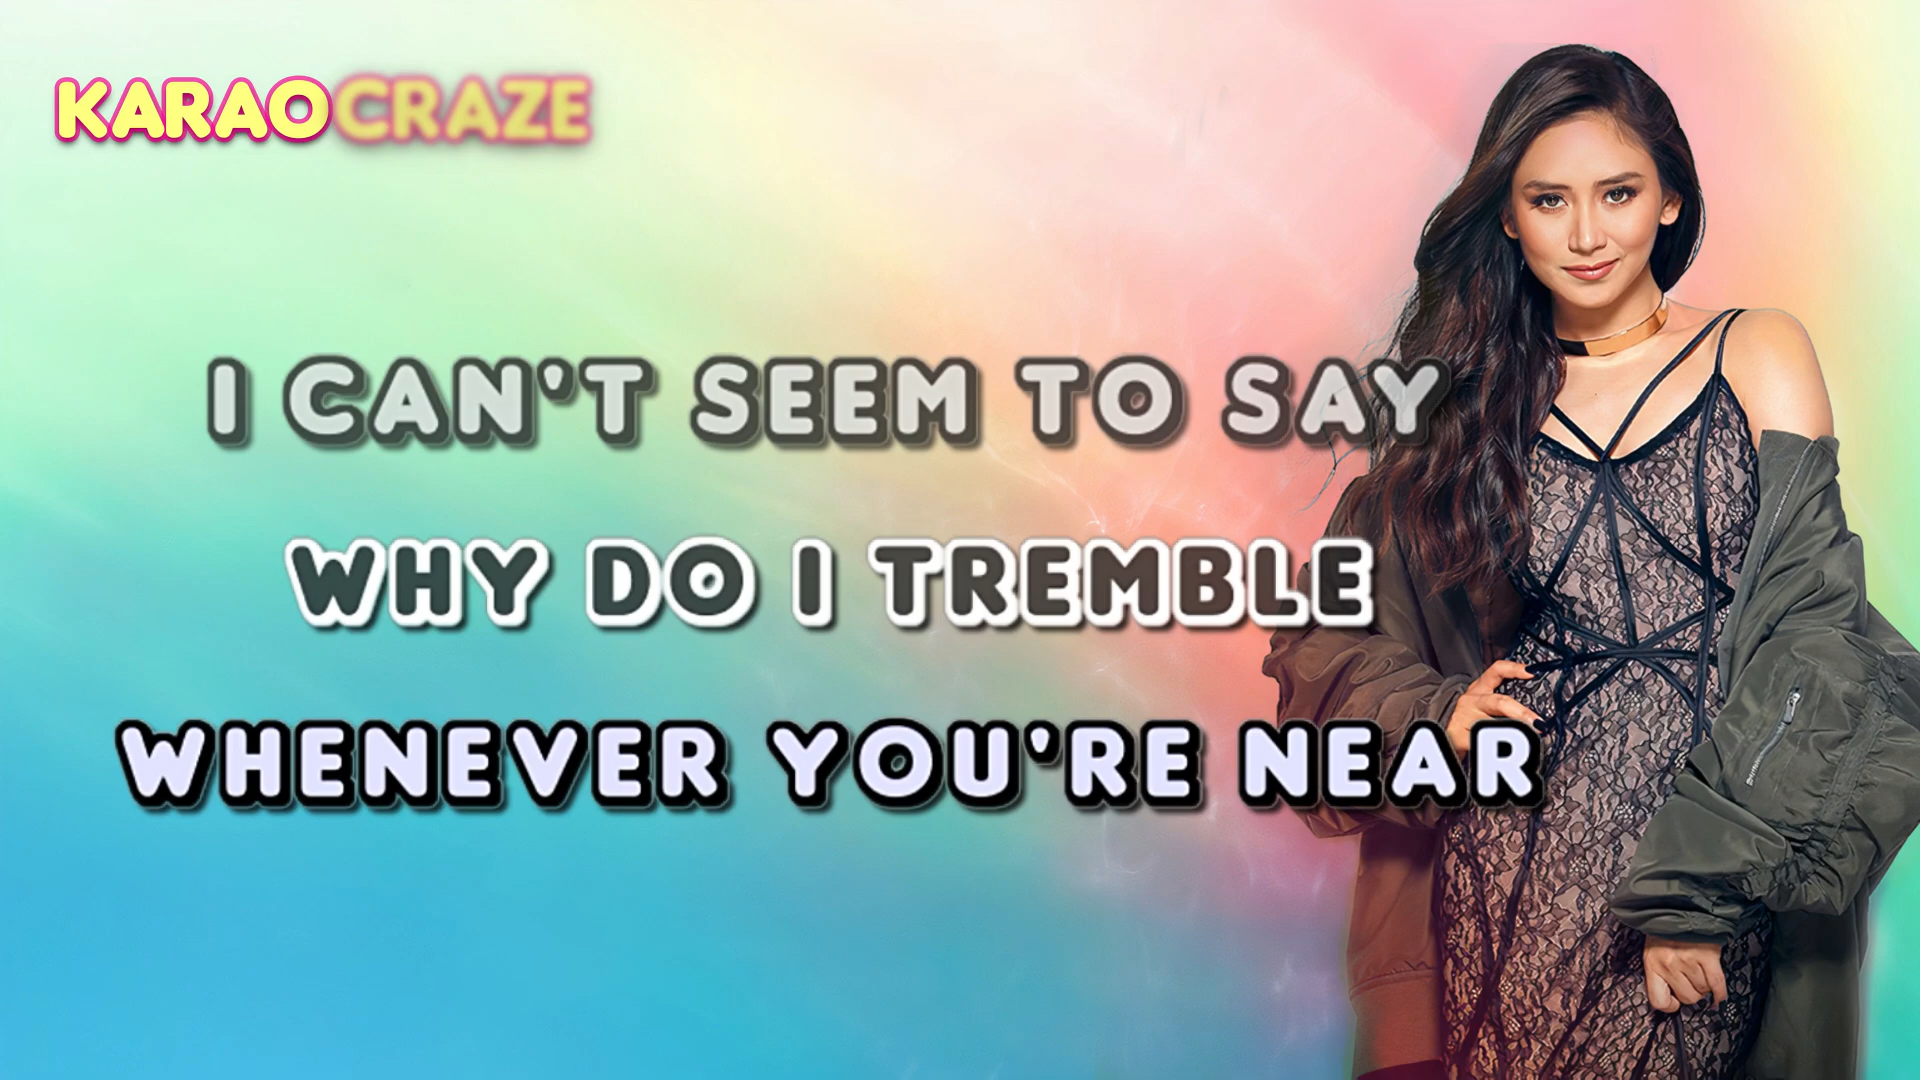 KARAOCRAZE
I CAN'T SEEM TO SAY
WHY DO I TREMBLE
WHENEVER YOU'RE NEAR